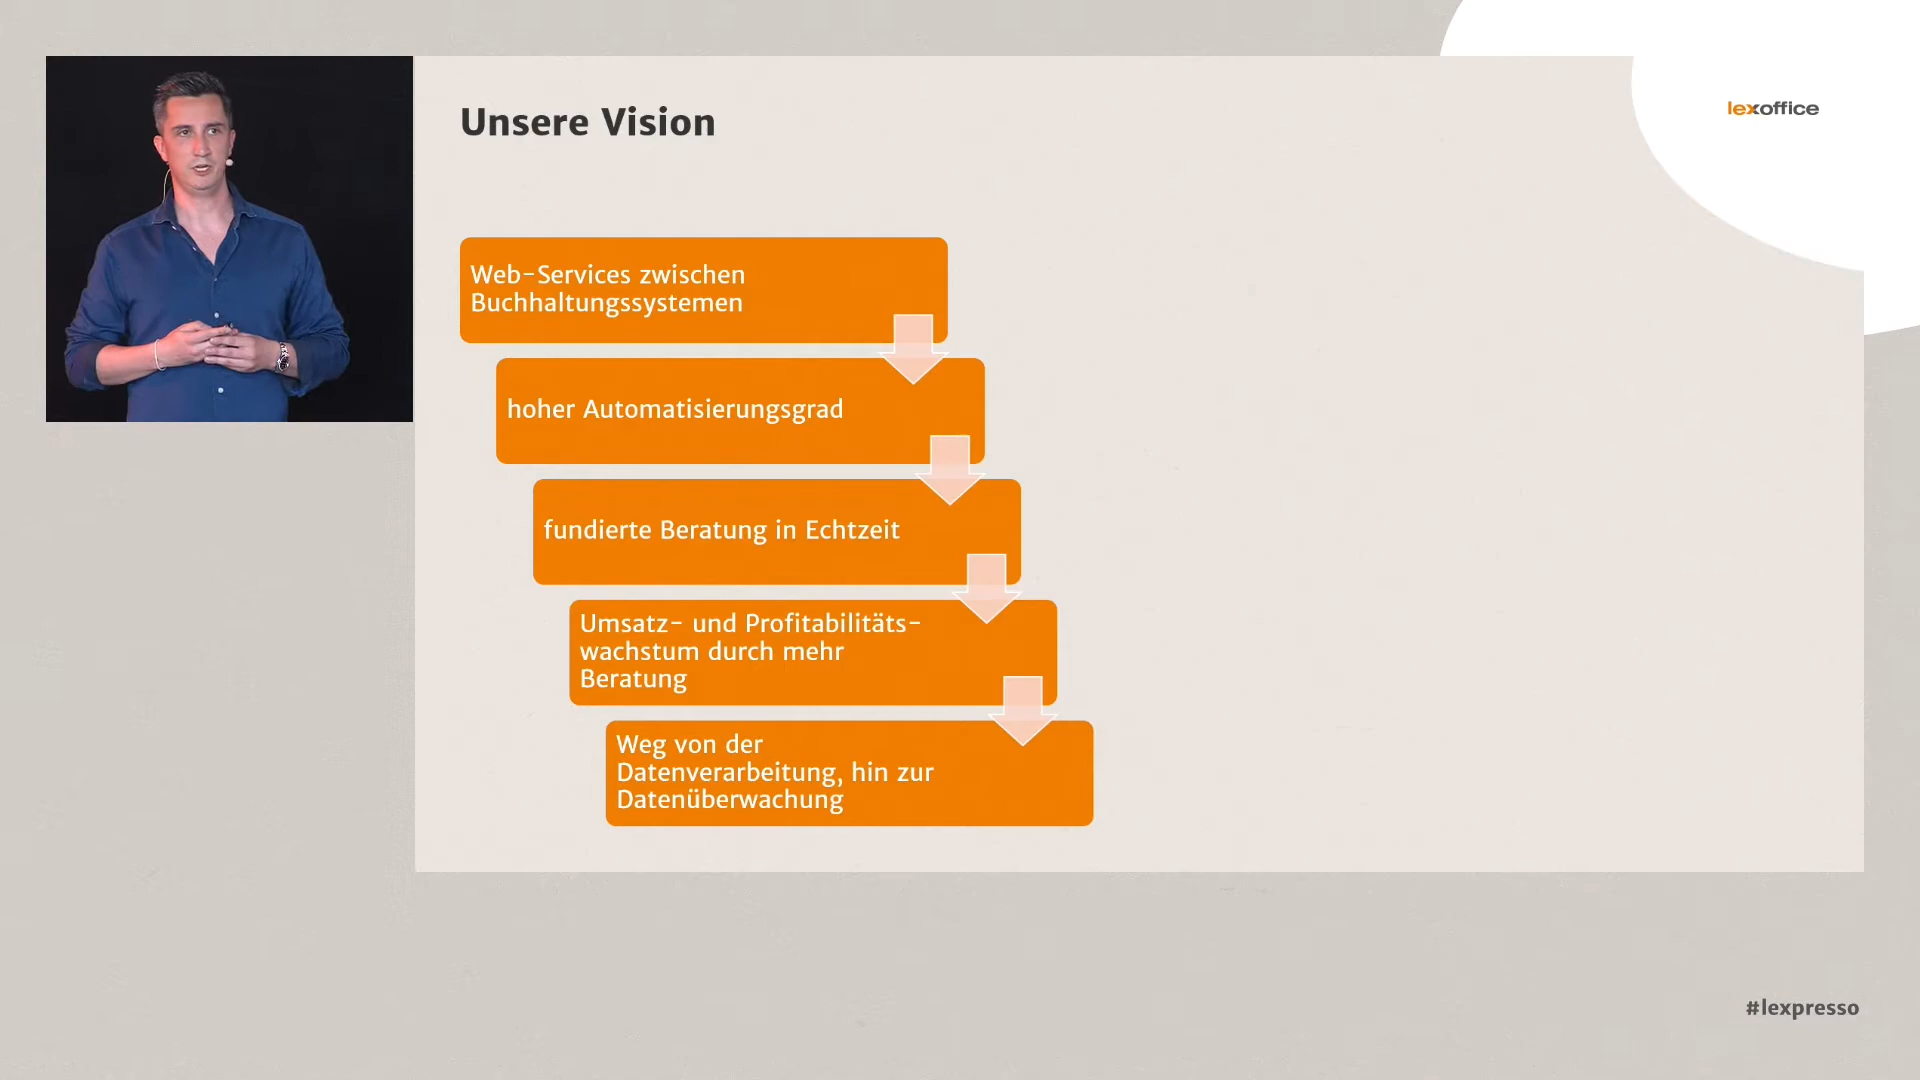 Unsere Vision
lexoffice
Web-Services zwischen
Buchhaltungssystemen
hoher Automatisierungsgrad
fundierte Beratung in Echtzeit
Umsatz- und Profitabilitäts-
wachstum durch mehr
Beratung
Weg von der
Datenverarbeitung, hin zur
Datenüberwachung
#lexpresso